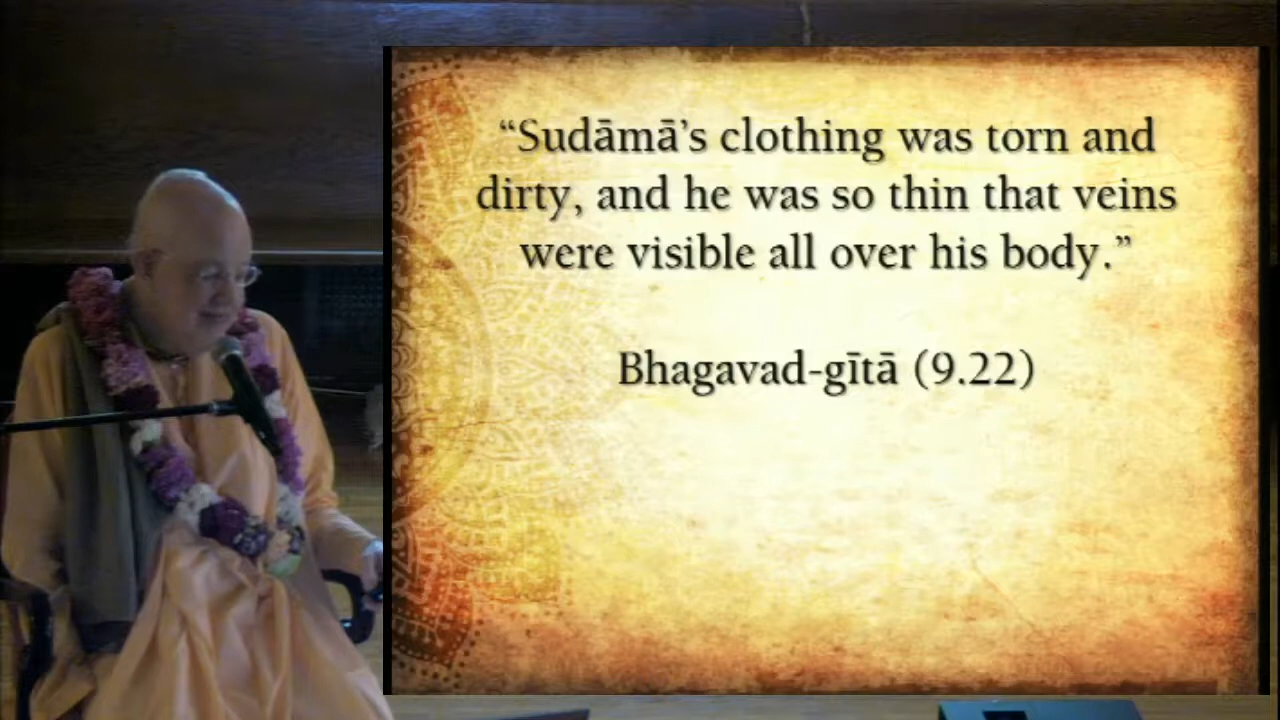 “Sudāmā’s clothing was torn and
dirty, and he was so thin that veins
were visible all over his body.”
Bhagavad-gītā (9.22)